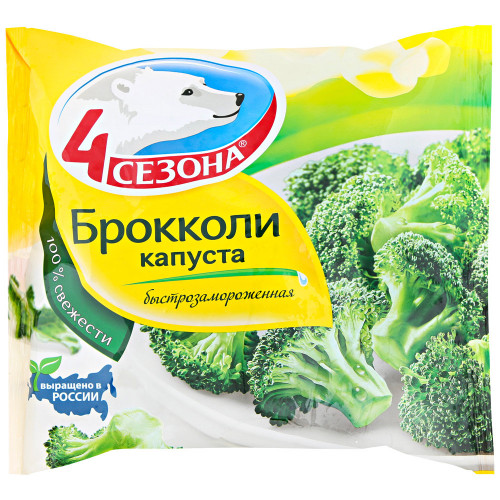 4 СЕЗОНА®
Брокколи
капуста
быстрозамороженная
100% свежести
выращено в
РОССИИ